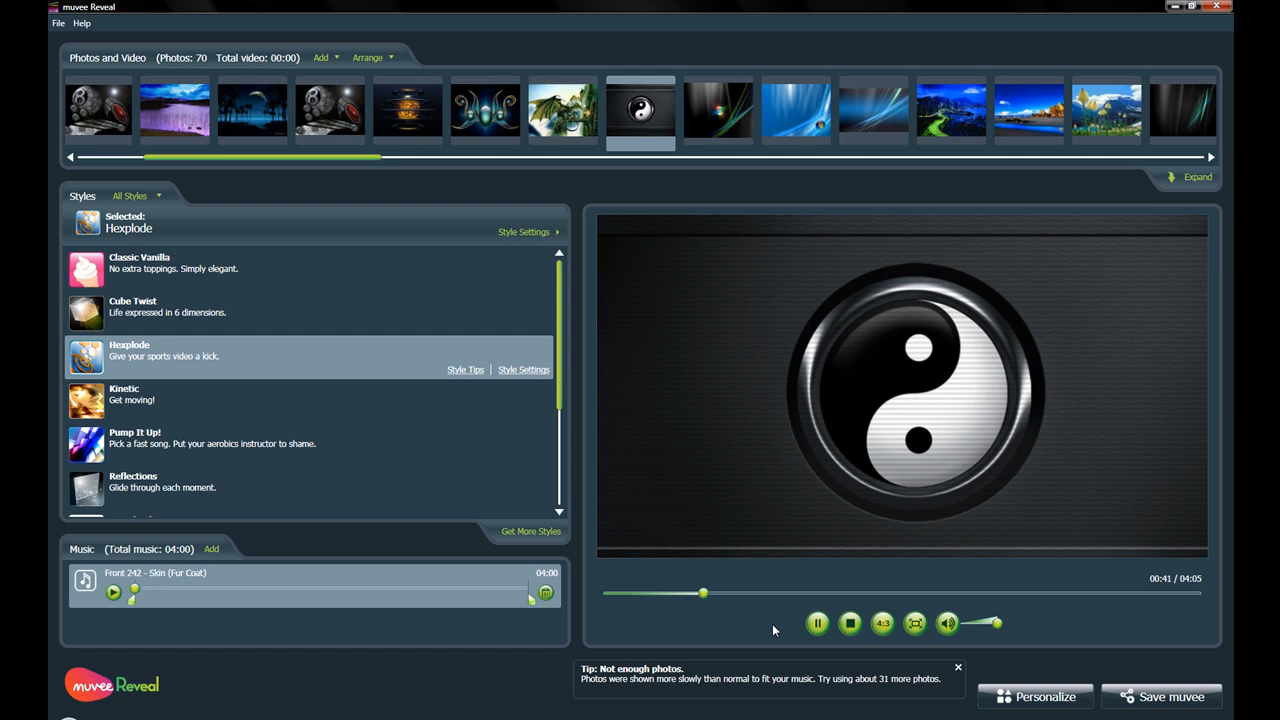 muvee Reveal
File Help
Photos and Video (Photos: 70 Total video: 00:00) Add Arrange
Expand
Styles All Styles
Selected:
Hexplode
Style Settings
Classic Vanilla
No extra toppings. Simply elegant.
Cube Twist
Life expressed in 6 dimensions.
Hexplode
Give your sports video a kick.
Style Tips | Style Settings
Kinetic
Get moving!
Pump It Up!
Pick a fast song. Put your aerobics instructor to shame.
Reflections
Glide through each moment.
Get More Styles
Music (Total music: 04:00) Add
Front 242 - Skin (Fur Coat) 04:00
00:41 / 04:05
4:3
Tip: Not enough photos.
Photos were shown more slowly than normal to fit your music. Try using about 31 more photos.
muvee Reveal
Personalize
Save muvee